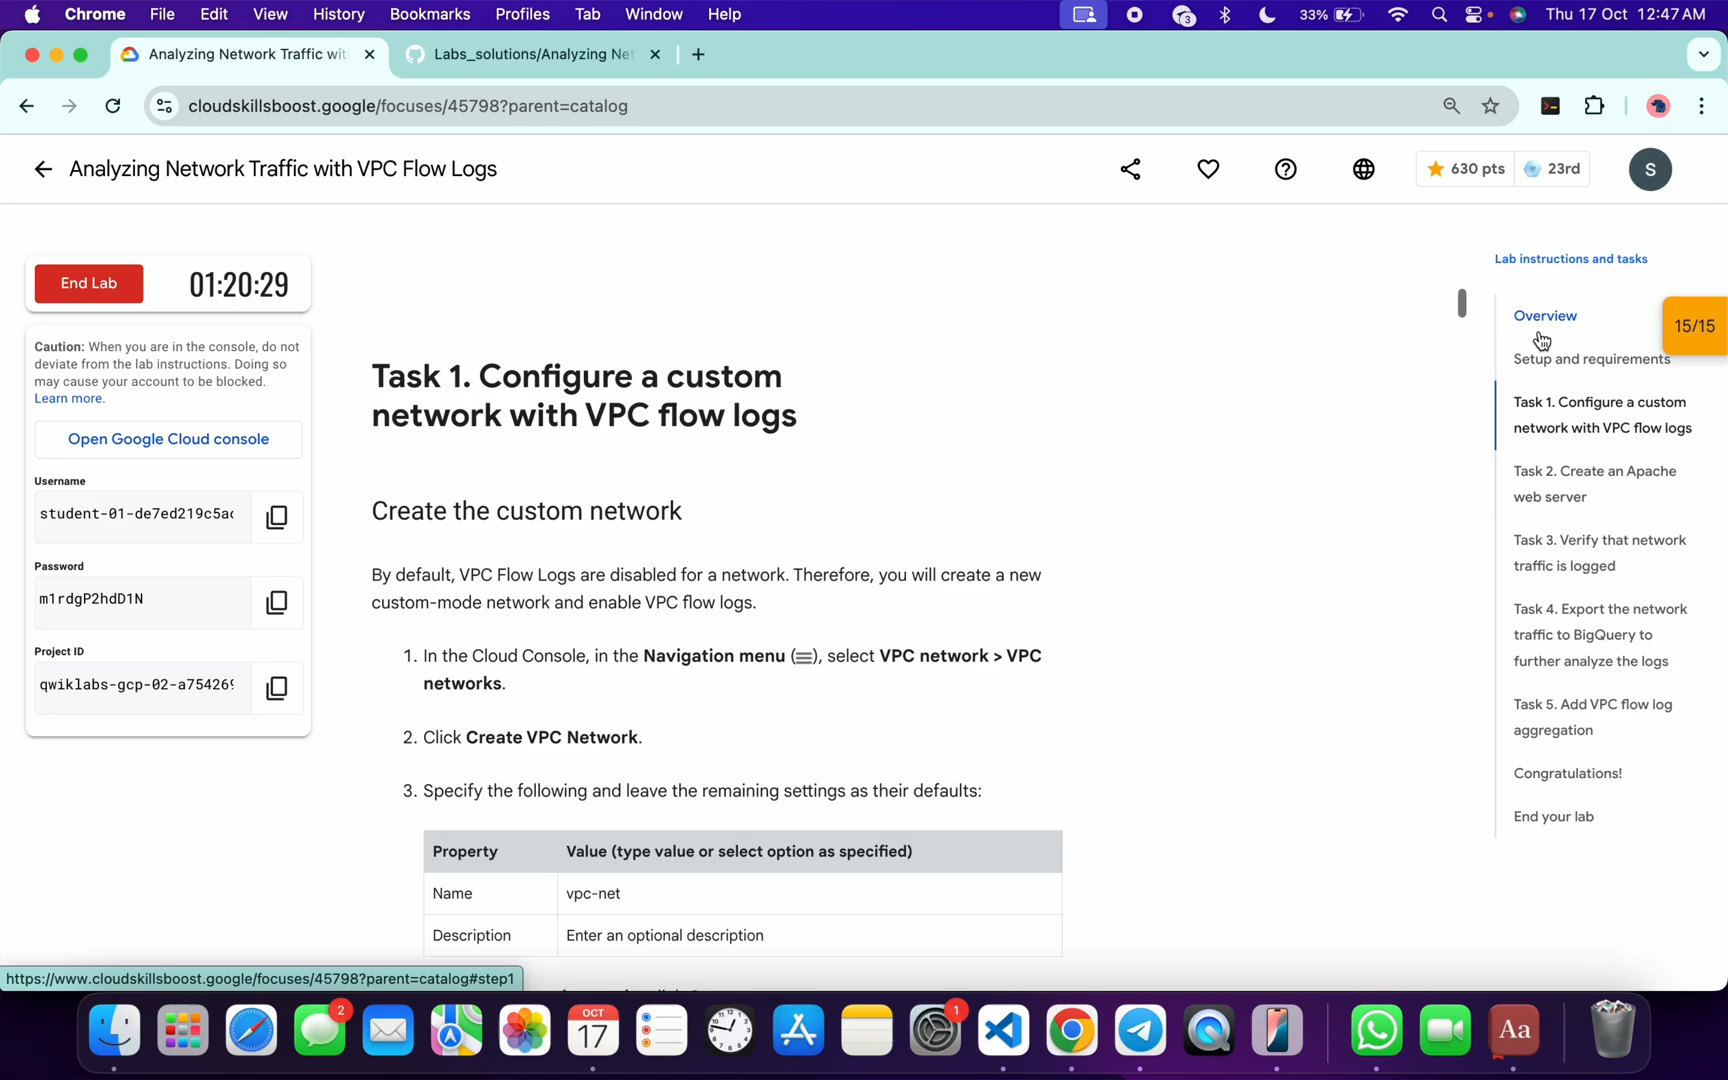 Chrome File Edit View History Bookmarks Profiles Tab Window Help 3 33% Thu 17 Oct 12:47 AM
Analyzing Network Traffic wit
Labs_solutions/Analyzing Net
cloudskillsboost.google/focuses/45798?parent=catalog
Analyzing Network Traffic with VPC Flow Logs
630 pts 23rd S
End Lab 01:20:29
Caution: When you are in the console, do not
deviate from the lab instructions. Doing so
may cause your account to be blocked.
Learn more.
Open Google Cloud console
Username
student-01-de7ed219c5ac
Password
m1rdgP2hdD1N
Project ID
qwiklabs-gcp-02-a754269
Task 1. Configure a custom
network with VPC flow logs
Create the custom network
By default, VPC Flow Logs are disabled for a network. Therefore, you will create a new
custom-mode network and enable VPC flow logs.
1. In the Cloud Console, in the Navigation menu (≡), select VPC network > VPC
networks.
2. Click Create VPC Network.
3. Specify the following and leave the remaining settings as their defaults:
Property Value (type value or select option as specified)
Name vpc-net
Description Enter an optional description
Lab instructions and tasks
Overview
15/15
Setup and requirements
Task 1. Configure a custom
network with VPC flow logs
Task 2. Create an Apache
web server
Task 3. Verify that network
traffic is logged
Task 4. Export the network
traffic to BigQuery to
further analyze the logs
Task 5. Add VPC flow log
aggregation
Congratulations!
End your lab
https://www.cloudskillsboost.google/focuses/45798?parent=catalog#step1
2
OCT
17
1
Aa